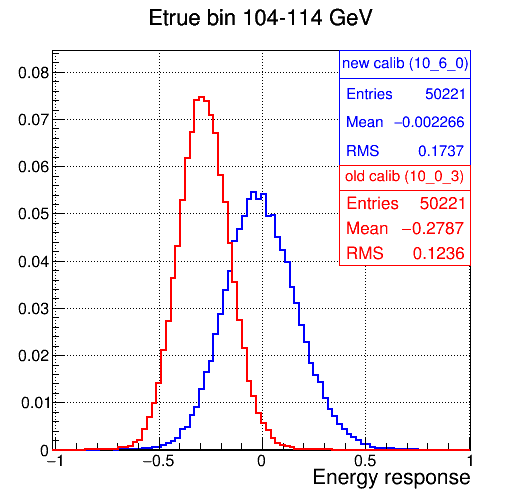 Etrue bin 104-114 GeV
new calib (10_6_0)
Entries 50221
Mean −0.002266
RMS 0.1737
old calib (10_0_3)
Entries 50221
Mean −0.2787
RMS 0.1236
0.08
0.07
0.06
0.05
0.04
0.03
0.02
0.01
0
−1 −0.5 0 0.5 1
Energy response